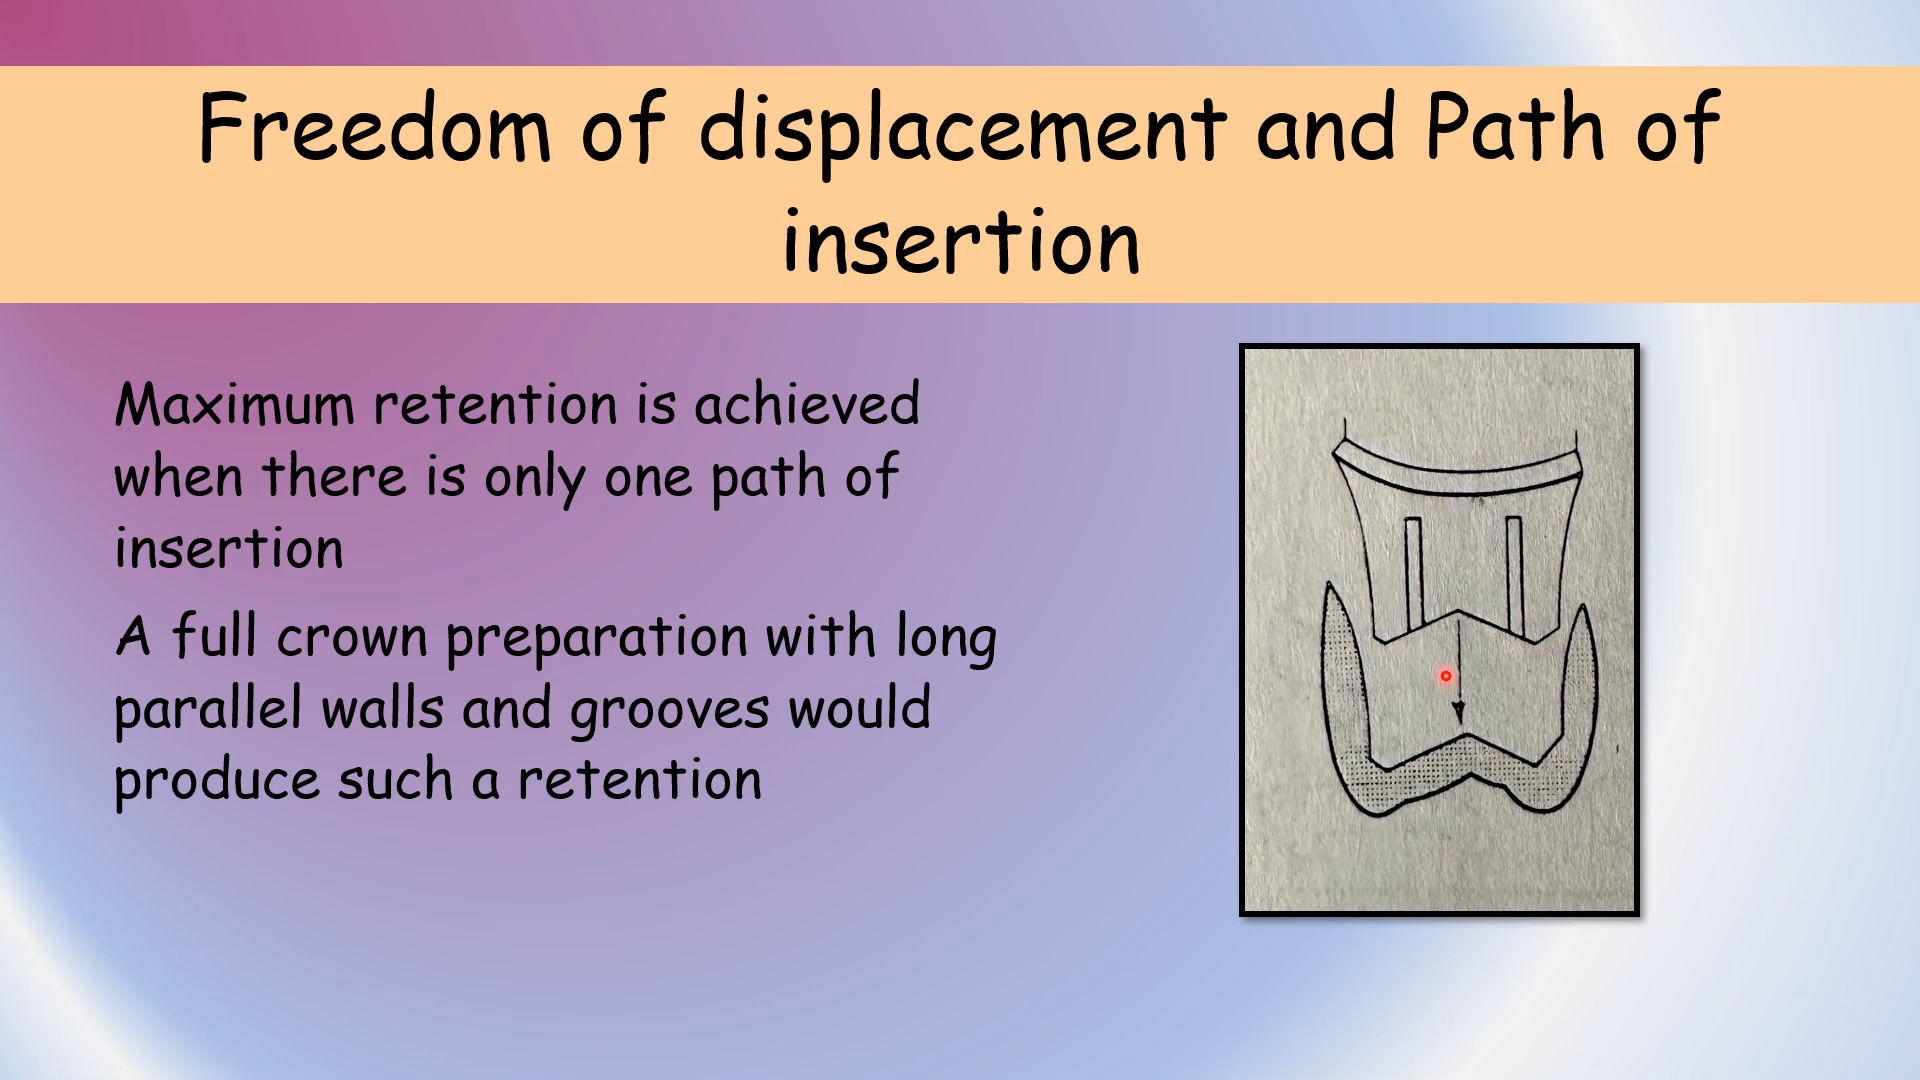 Freedom of displacement and Path of
insertion
Maximum retention is achieved
when there is only one path of
insertion
A full crown preparation with long
parallel walls and grooves would
produce such a retention